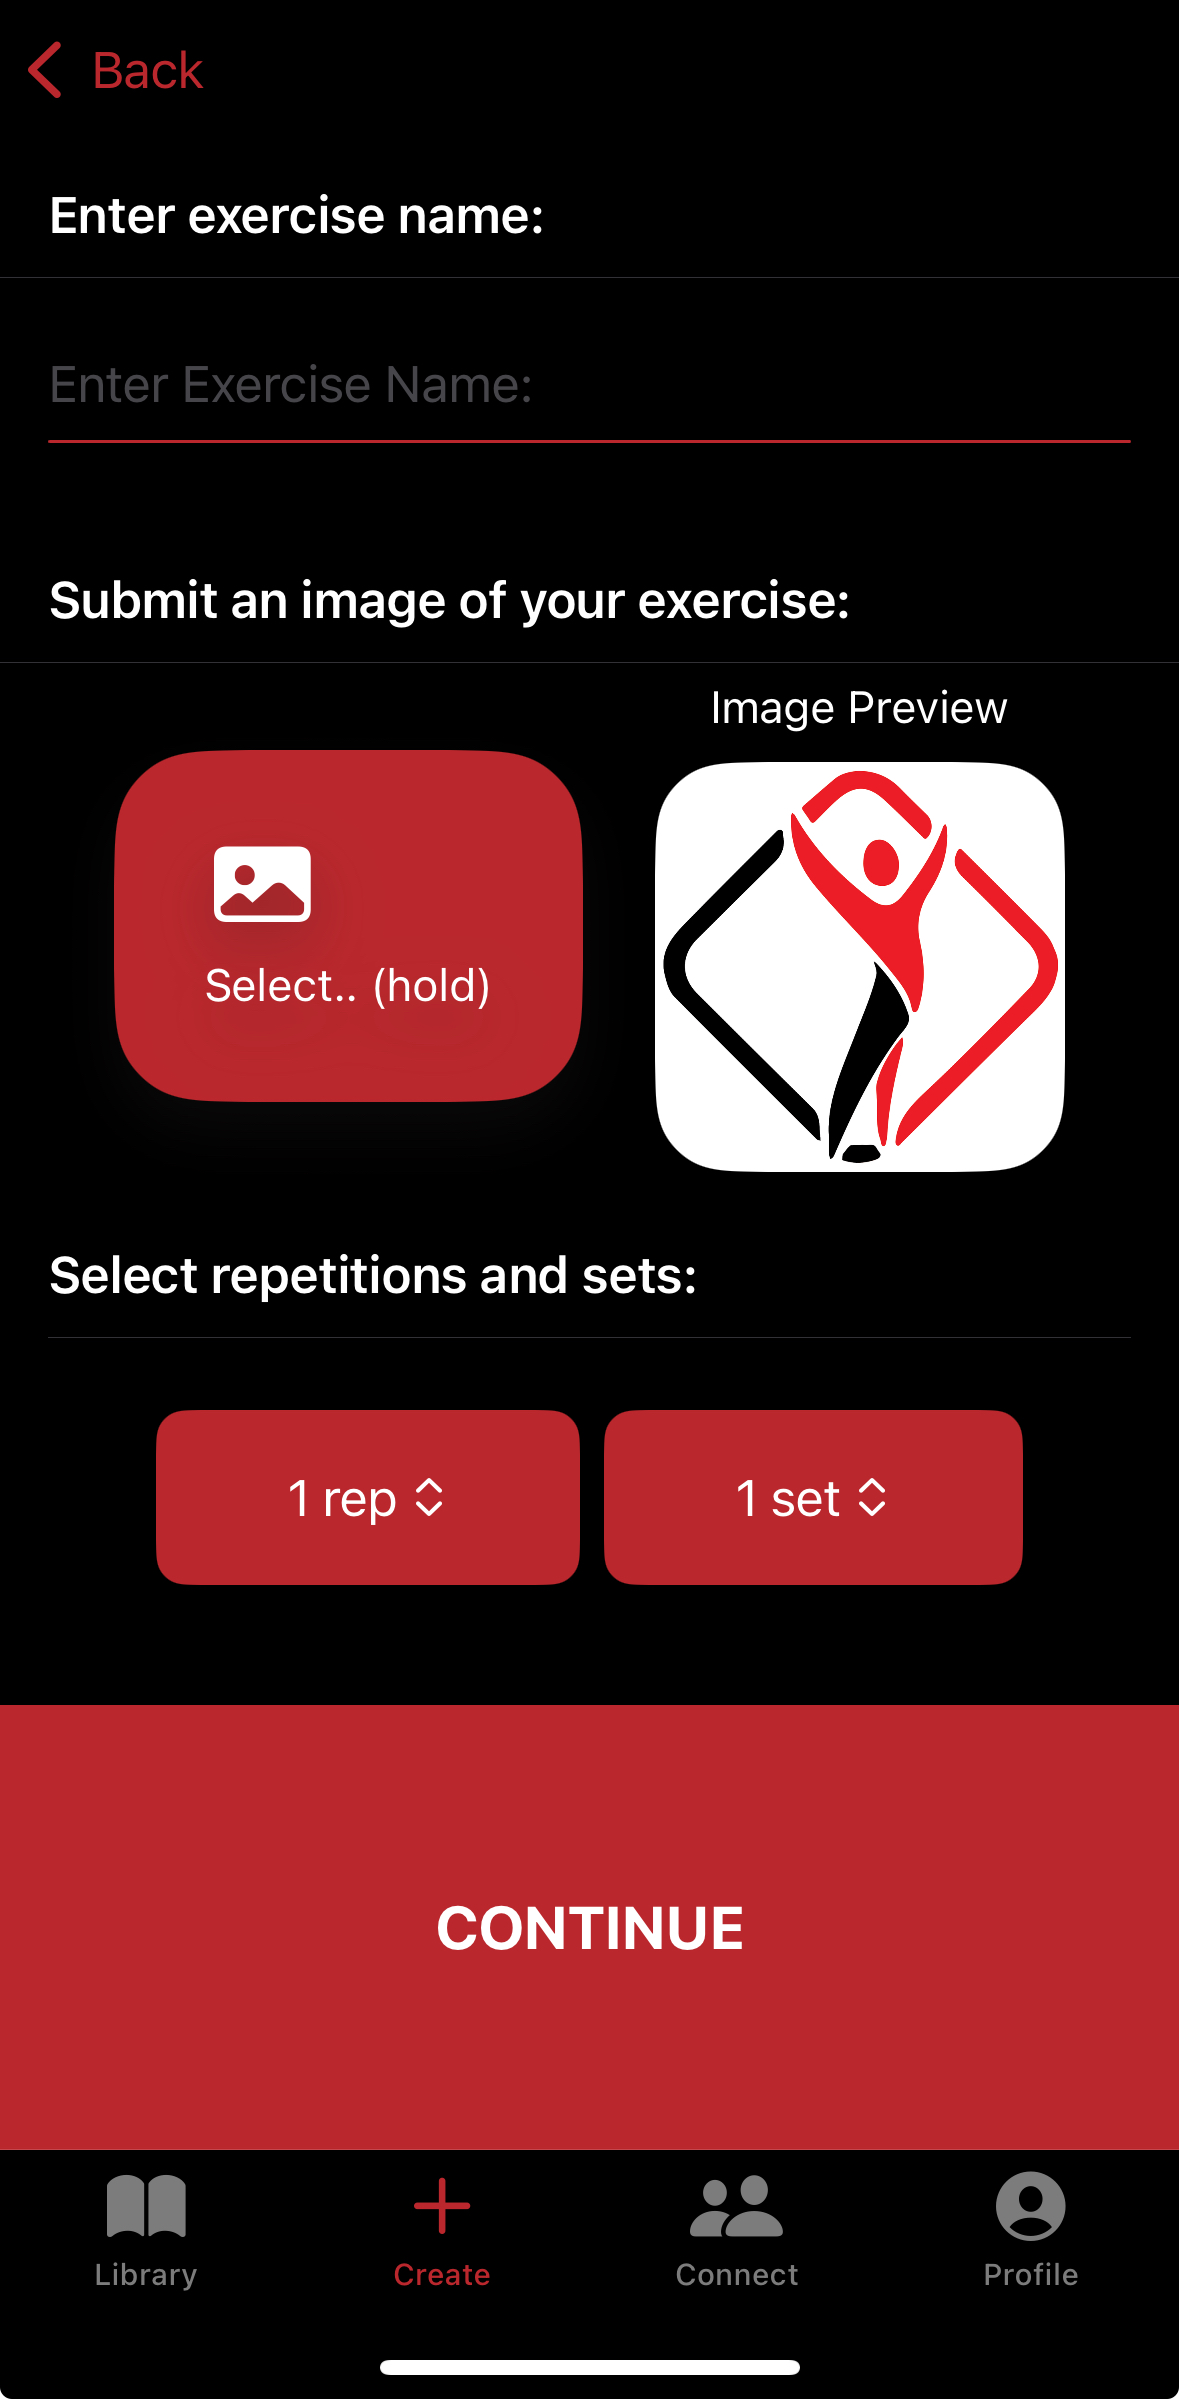 Back
Enter exercise name:
Enter Exercise Name:
Submit an image of your exercise:
Image Preview
Select.. (hold)
Select repetitions and sets:
1 rep
1 set
CONTINUE
Library
Create
Connect
Profile